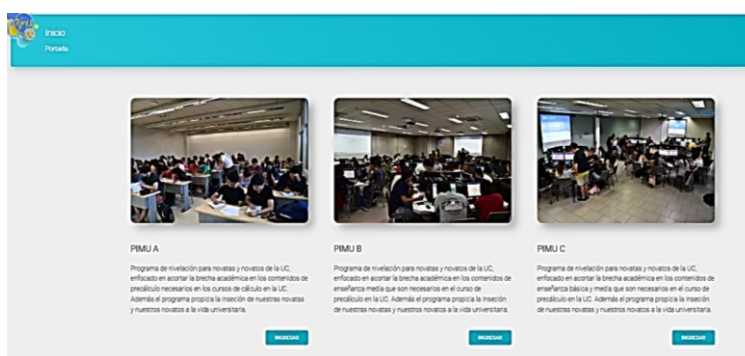 Inicio
Portada
PIMU A
Programa de nivelación para novatas y novatos de la UC,
enfocado en acortar la brecha académica en los contenidos de
precálculo necesarios en los cursos de cálculo en la UC.
Además el programa propicia la inseción de nuestras novatas
y nuestros novatos a la vida universitaria.
INGRESAR
PIMU B
Programa de nivelación para novatas y novatos de la UC,
enfocado en acortar la brecha académica en los contenidos de
enseñanza media que son necesarios en el curso de
precálculo en la UC. Además el programa propicia la inseción
de nuestras novatas y nuestros novatos a la vida universitaria.
INGRESAR
PIMU C
Programa de nivelación para novatas y novatos de la UC,
enfocado en acortar la brecha académica en los contenidos de
enseñanza básica y media que son necesarios en el curso de
precálculo en la UC. Además el programa propicia la inseción
de nuestras novatas y nuestros novatos a la vida universitaria.
INGRESAR